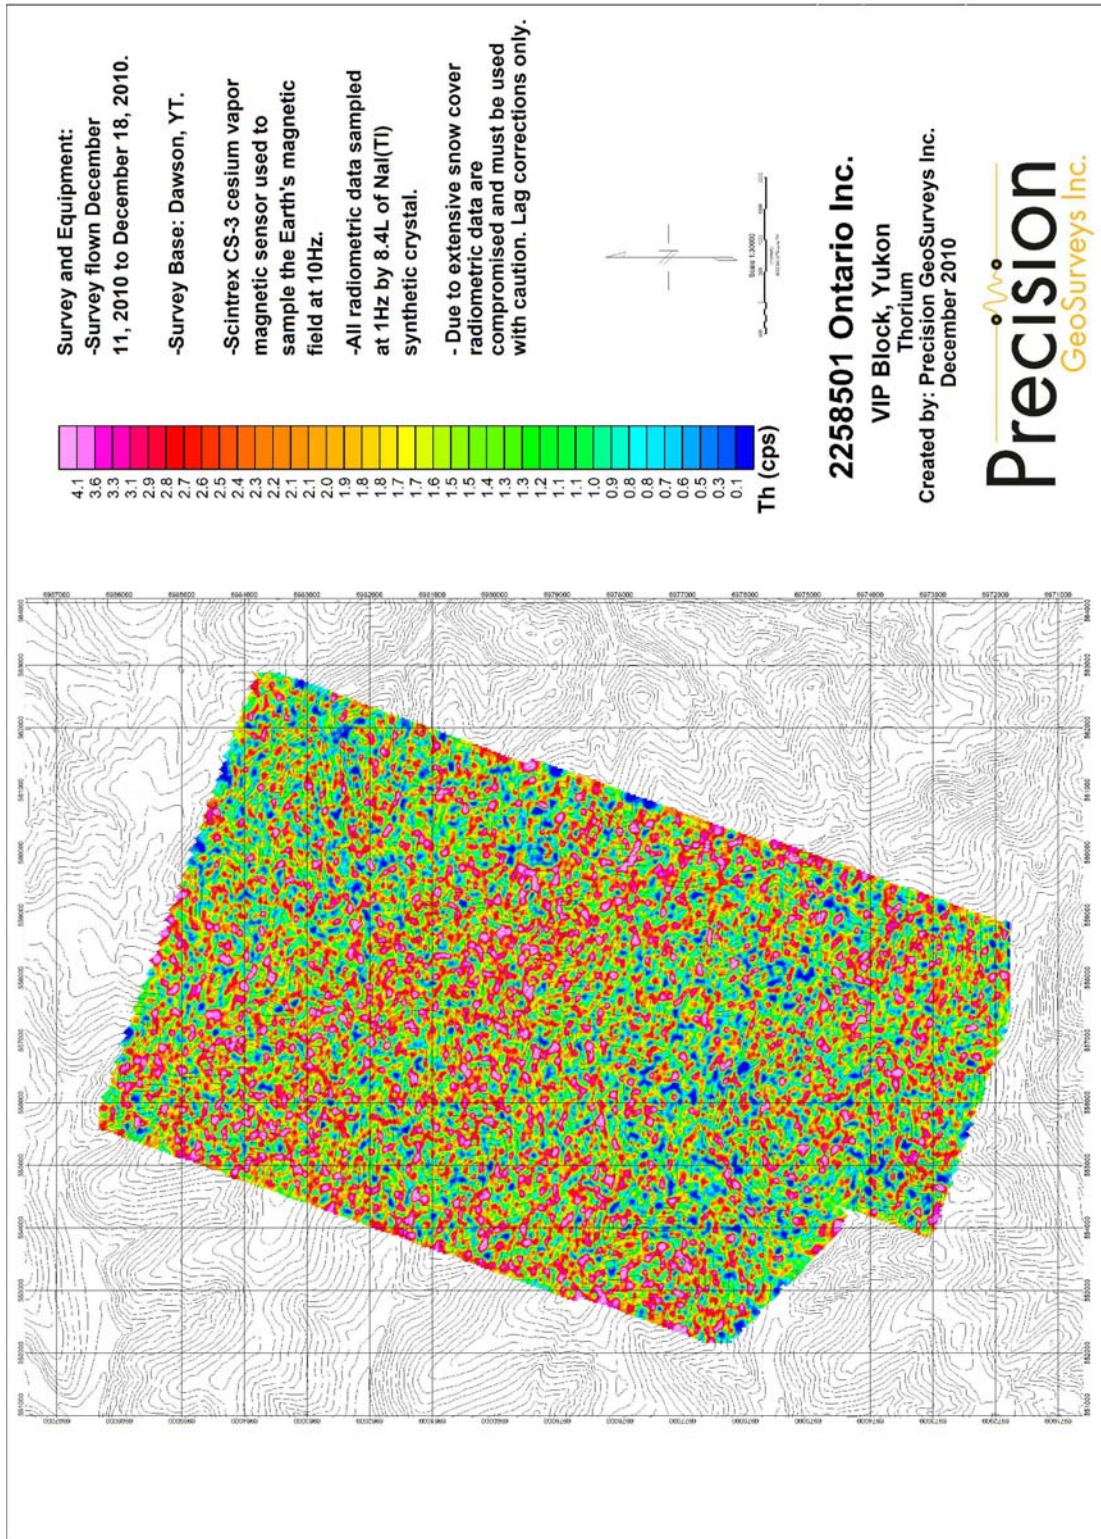 Survey and Equipment:
-Survey flown December
11, 2010 to December 18, 2010.
-Survey Base: Dawson, YT.
-Scintrex CS-3 cesium vapor
magnetic sensor used to
sample the Earth's magnetic
field at 10Hz.
-All radiometric data sampled
at 1Hz by 8.4L of NaI(Tl)
synthetic crystal.
- Due to extensive snow cover
radiometric data are
compromised and must be used
with caution. Lag corrections only.
4.1
3.6
3.3
3.1
2.9
2.8
2.7
2.6
2.5
2.4
2.3
2.2
2.1
2.1
2.0
1.9
1.8
1.8
1.7
1.7
1.6
1.5
1.5
1.4
1.3
1.3
1.2
1.1
1.1
1.0
0.9
0.8
0.8
0.7
0.6
0.5
0.3
0.1
Th (cps)
Scale 1:30000
2258501 Ontario Inc.
VIP Block, Yukon
Thorium
Created by: Precision GeoSurveys Inc.
December 2010
Precision
GeoSurveys Inc.